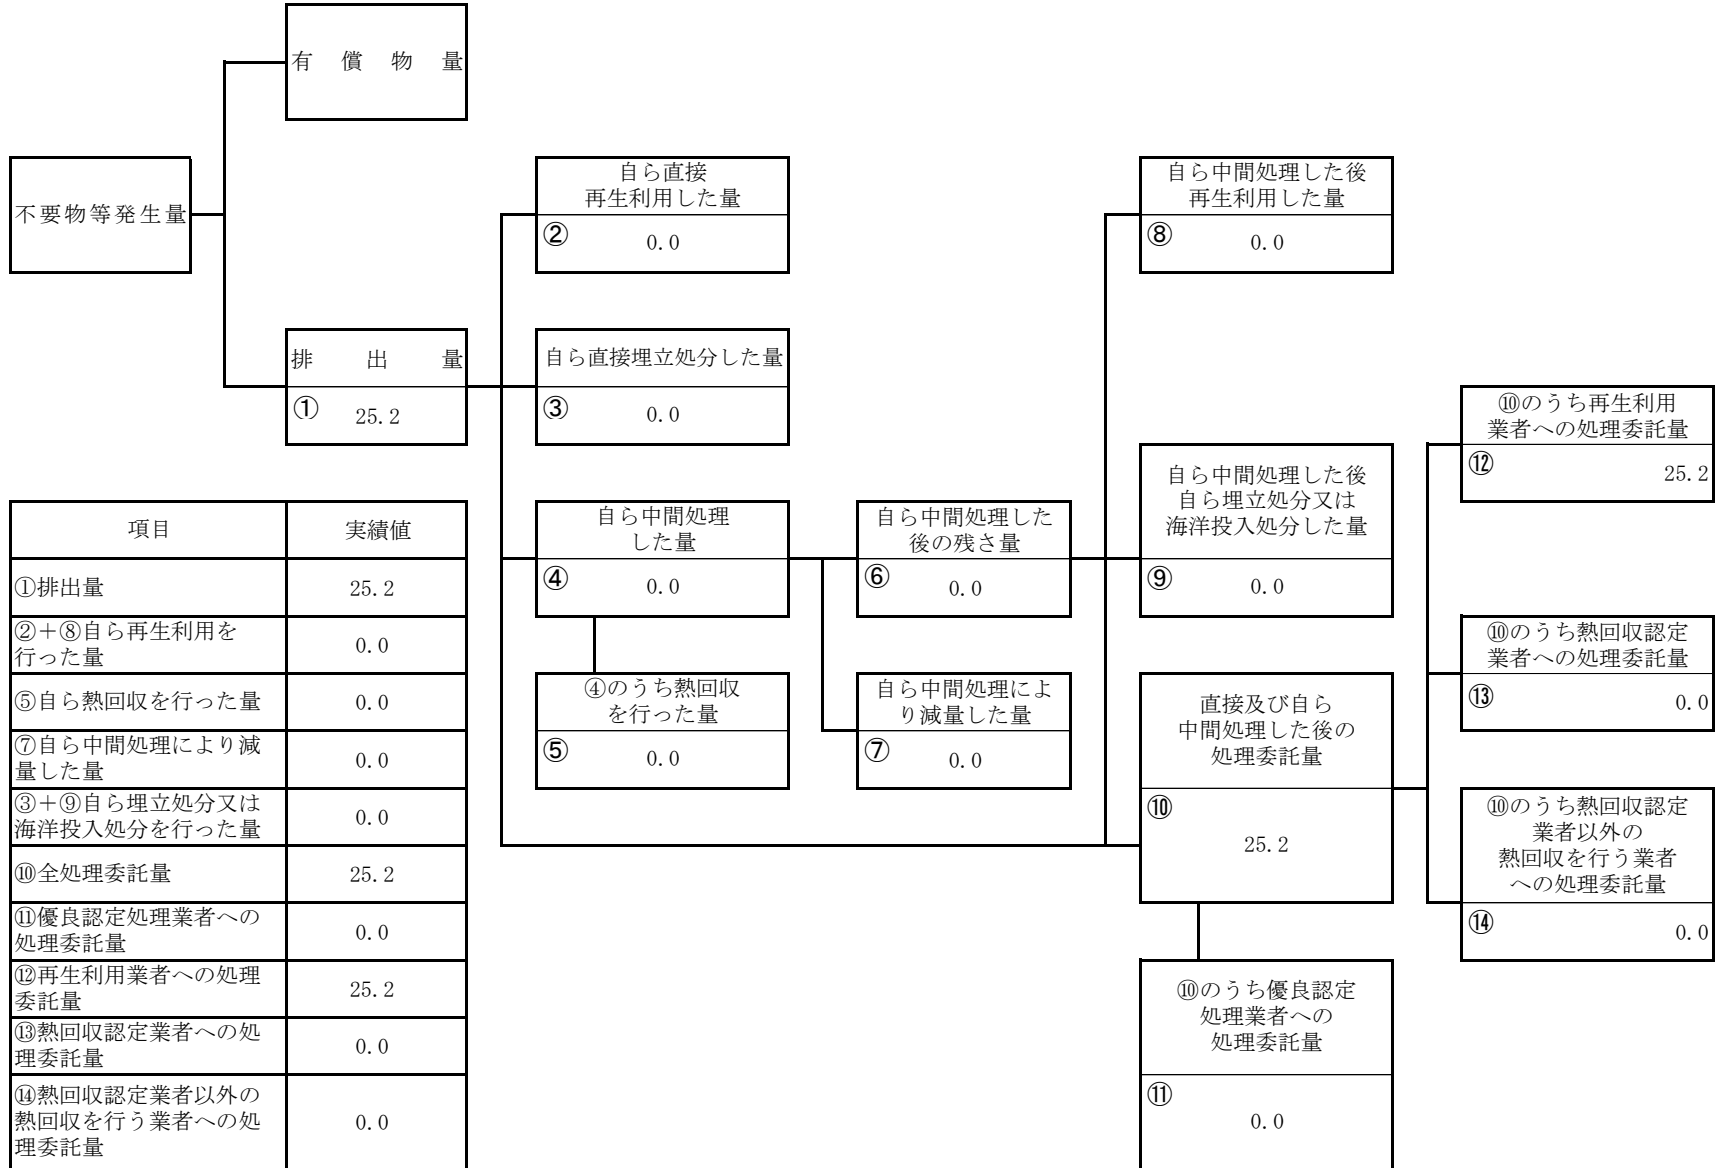 有償物量
不要物等発生量
自ら直接
再生利用した量
②
0.0
自ら中間処理した後
再生利用した量
⑧
0.0
排出量
①
25.2
自ら直接埋立処分した量
③
0.0
⑩のうち再生利用
業者への処理委託量
⑫
25.2
自ら中間処理
した量
④
0.0
自ら中間処理した
後の残さ量
⑥
0.0
自ら中間処理した後
自ら埋立処分又は
海洋投入処分した量
⑨
0.0
⑩のうち熱回収認定
業者への処理委託量
⑬
0.0
④のうち熱回収
を行った量
⑤
0.0
自ら中間処理によ
り減量した量
⑦
0.0
直接及び自ら
中間処理した後の
処理委託量
⑩
25.2
⑩のうち熱回収認定
業者以外の
熱回収を行う業者
への処理委託量
⑭
0.0
⑩のうち優良認定
処理業者への
処理委託量
⑪
0.0
項目 実績値
①排出量 25.2
②＋⑧自ら再生利用を
行った量 0.0
⑤自ら熱回収を行った量 0.0
⑦自ら中間処理により減
量した量 0.0
③＋⑨自ら埋立処分又は
海洋投入処分を行った量 0.0
⑩全処理委託量 25.2
⑪優良認定処理業者への
処理委託量 0.0
⑫再生利用業者への処理
委託量 25.2
⑬熱回収認定業者への処
理委託量 0.0
⑭熱回収認定業者以外の
熱回収を行う業者への処
理委託量 0.0